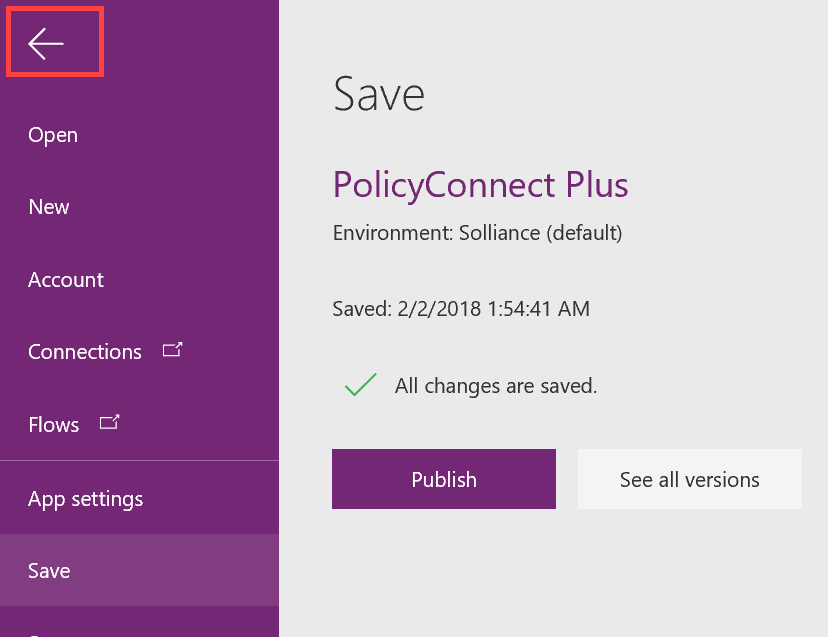 Open
New
Account
Connections
Flows
App settings
Save
Save
PolicyConnect Plus
Environment: Solliance (default)
Saved: 2/2/2018 1:54:41 AM
All changes are saved.
Publish
See all versions